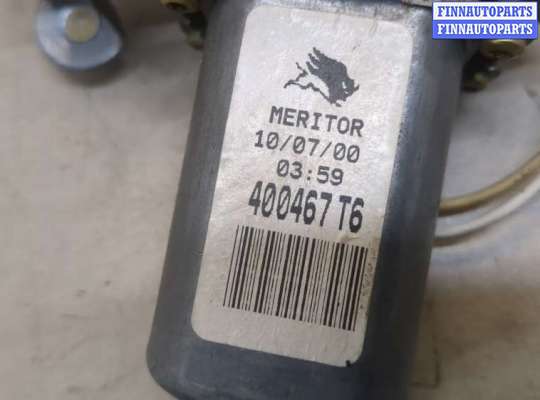 FINNAUTOPARTS
FINNAUTOPARTS
MERITOR
10/07/00
03:59
400467 T6